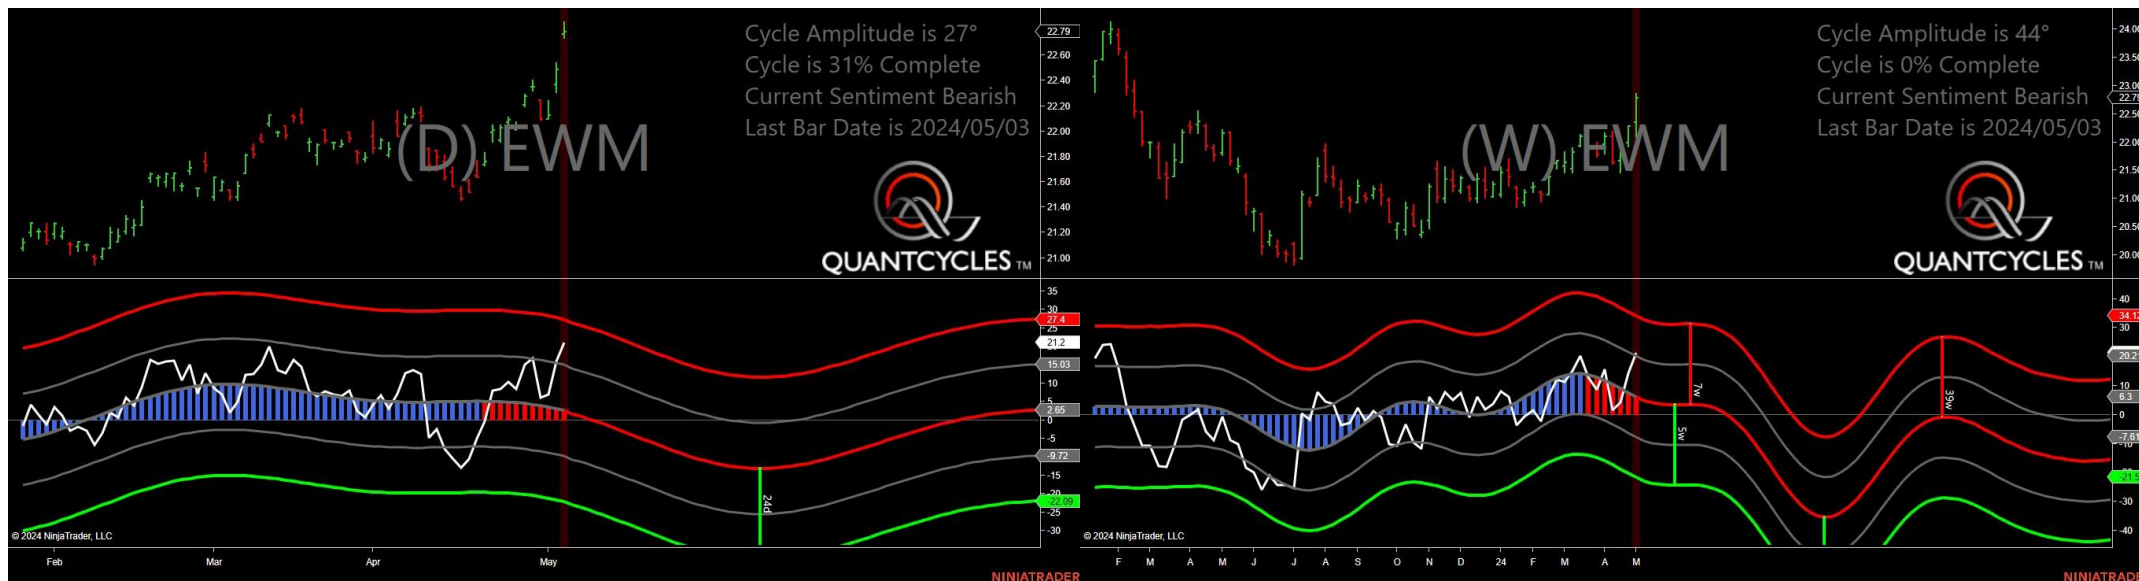 Cycle Amplitude is 27°
Cycle is 31% Complete
Current Sentiment Bearish
Last Bar Date is 2024/05/03
(D) EWM
QUANTCYCLES TM
22.79
22.60
22.40
22.20
22.00
21.80
21.60
21.40
21.20
21.00
35
30
27.4
25
21.2
15.03
10
5
2.65
0
-5
-9.72
-15
-22.09
-25
-30
24d
© 2024 NinjaTrader, LLC
Feb Mar Apr May
NINJATRADER
Cycle Amplitude is 44°
Cycle is 0% Complete
Current Sentiment Bearish
Last Bar Date is 2024/05/03
(W) EWM
QUANTCYCLES TM
24.00
23.50
23.00
22.79
22.50
22.00
21.50
21.00
20.50
20.00
40
34.12
30
20.21
10
6.3
0
-7.61
-21.5
-30
-40
7w
5w
39w
© 2024 NinjaTrader, LLC
F M A M J J A S O N D 24 F M A M
NINJATRADER